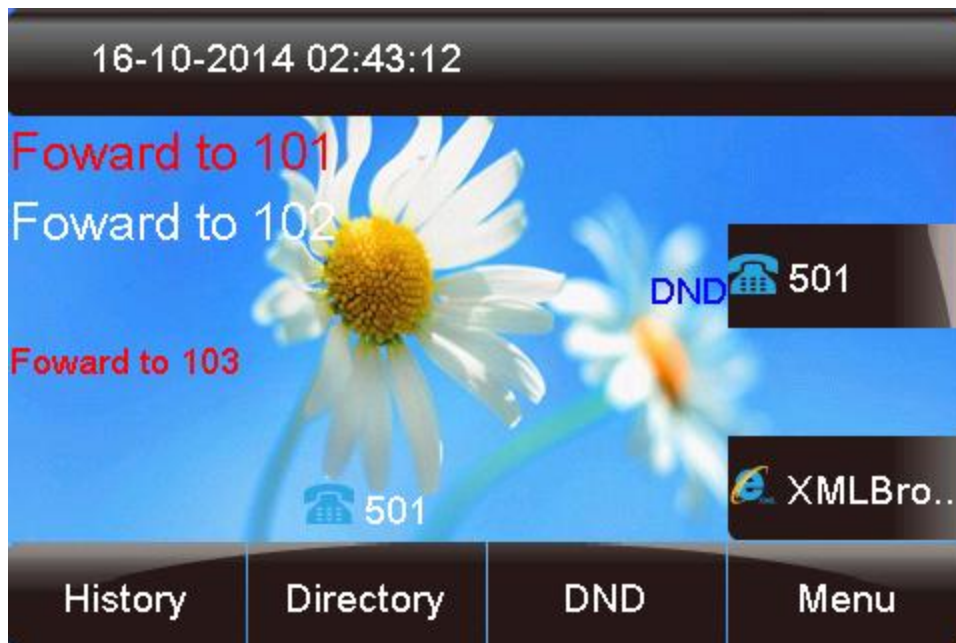 16-10-2014 02:43:12
Foward to 101
Foward to 102
DND
501
Foward to 103
XMLBro..
501
History Directory DND Menu